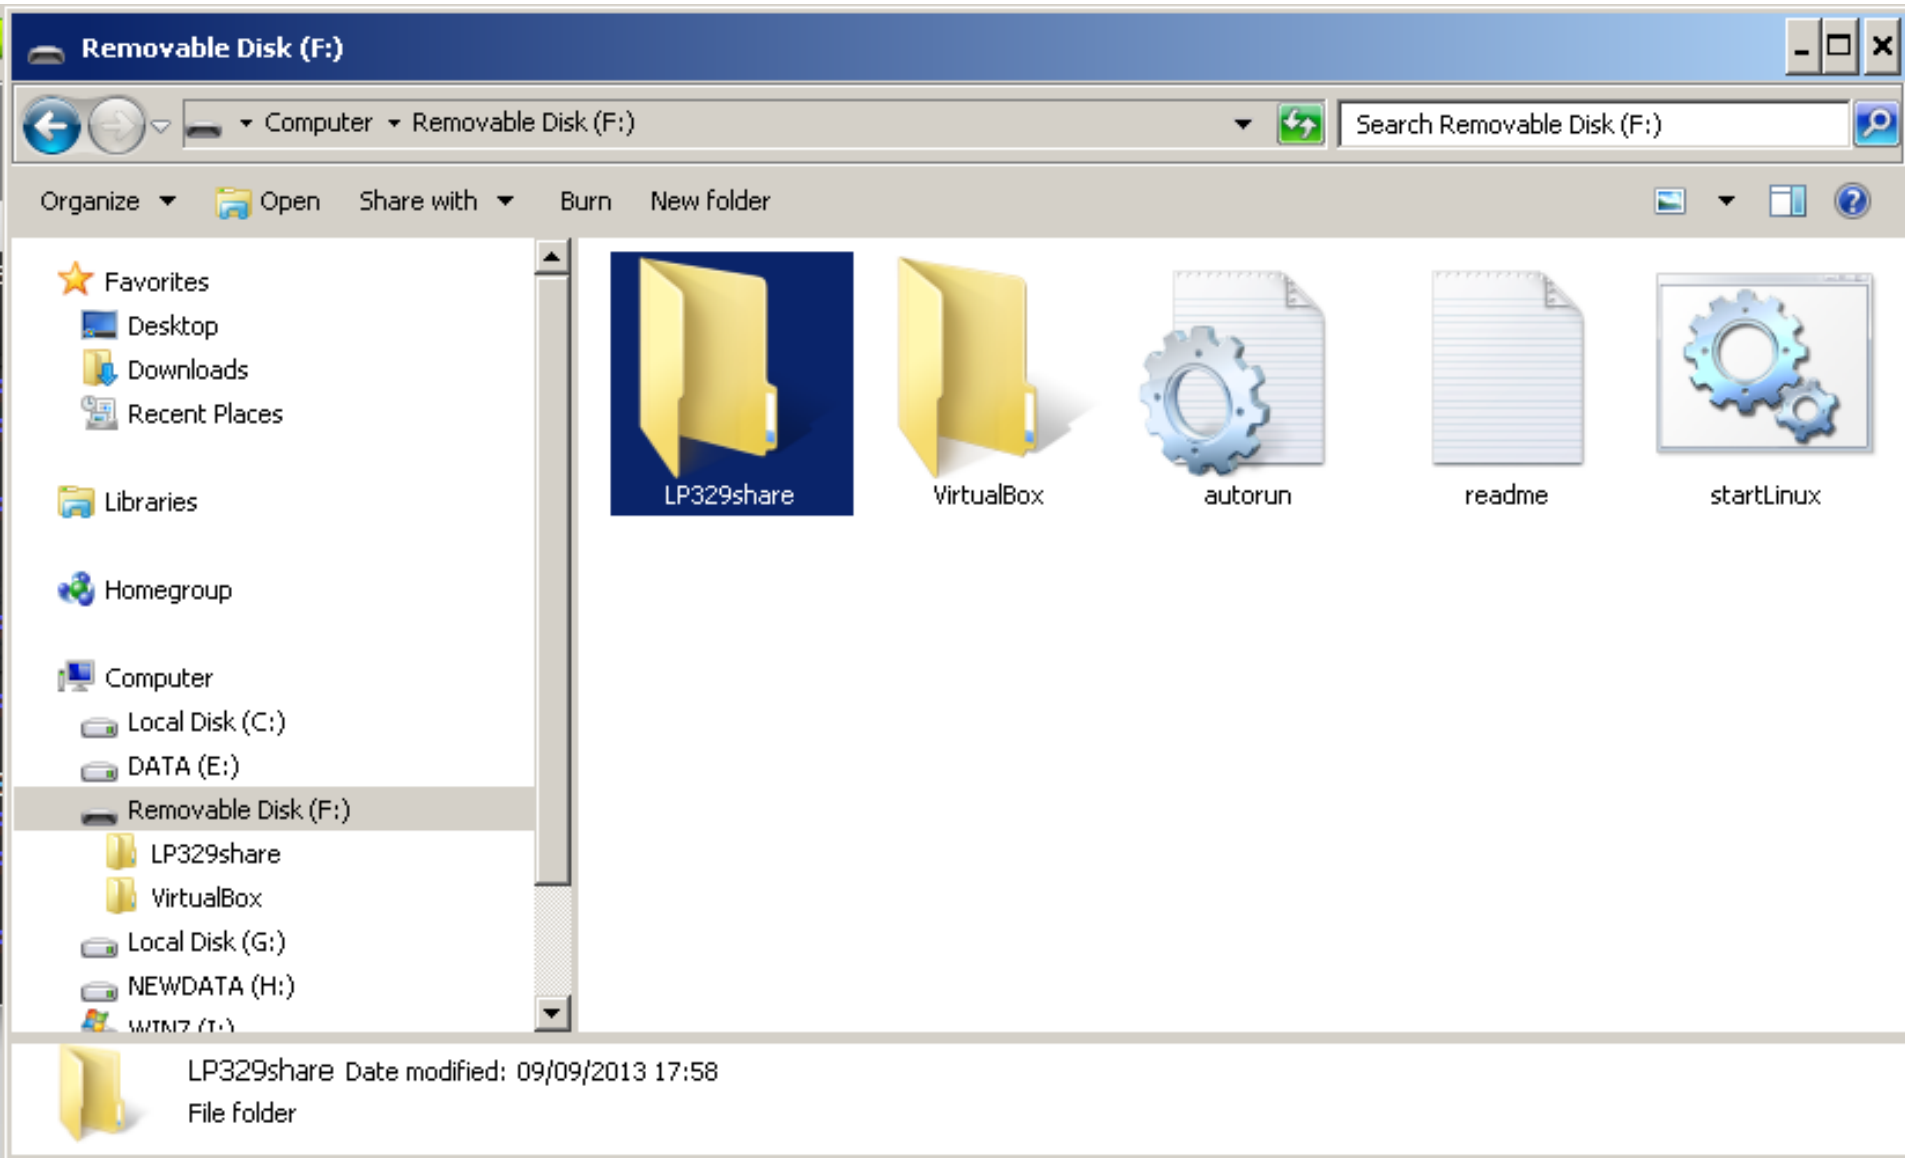 Removable Disk (F:)
Computer Removable Disk (F:)
Search Removable Disk (F:)
Organize Open Share with Burn New folder
Favorites
Desktop
Downloads
Recent Places
Libraries
Homegroup
Computer
Local Disk (C:)
DATA (E:)
Removable Disk (F:)
LP329share
VirtualBox
Local Disk (G:)
NEWDATA (H:)
WIN7 (I:)
LP329share
VirtualBox
autorun
readme
startLinux
LP329share Date modified: 09/09/2013 17:58
File folder